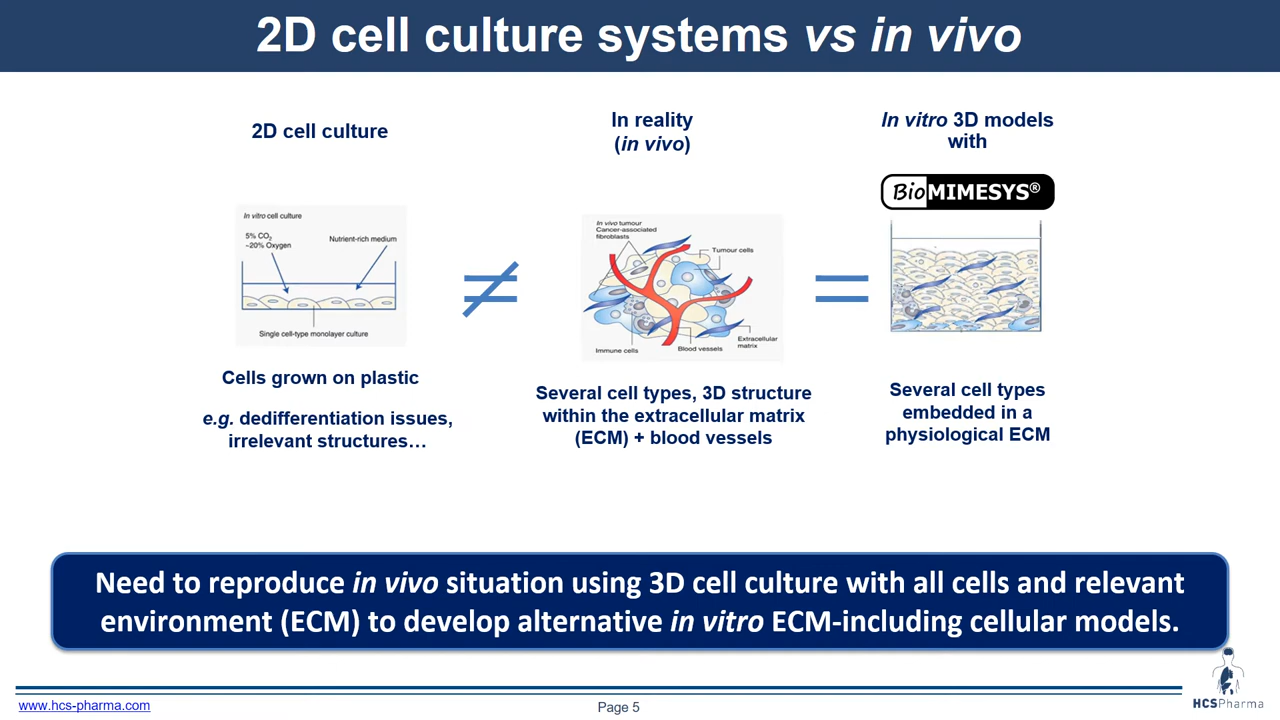 2D cell culture systems vs in vivo
2D cell culture
In vitro cell culture
5% CO2
~20% Oxygen
Nutrient-rich medium
Single cell-type monolayer culture
Cells grown on plastic
e.g. dedifferentiation issues,
irrelevant structures…
≠
In reality
(in vivo)
In vivo tumour
Cancer-associated
fibroblasts
Tumour cells
Extracellular
matrix
Blood vessels
Immune cells
Several cell types, 3D structure
within the extracellular matrix
(ECM) + blood vessels
=
In vitro 3D models
with
BioMIMESYS®
Several cell types
embedded in a
physiological ECM
Need to reproduce in vivo situation using 3D cell culture with all cells and relevant
environment (ECM) to develop alternative in vitro ECM-including cellular models.
www.hcs-pharma.com
Page 5
HCSPharma